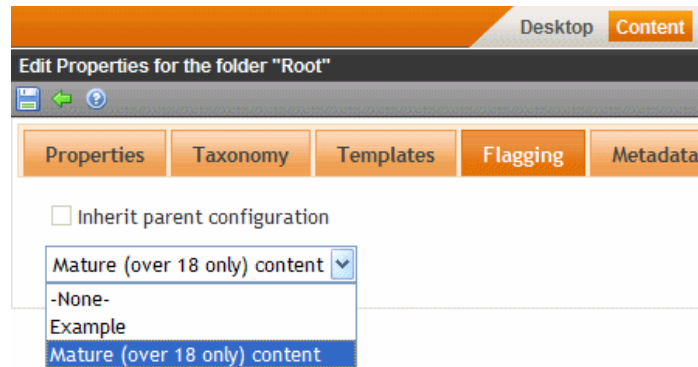 Desktop Content
Edit Properties for the folder "Root"
Properties Taxonomy Templates Flagging Metadata
Inherit parent configuration
Mature (over 18 only) content
-None-
Example
Mature (over 18 only) content